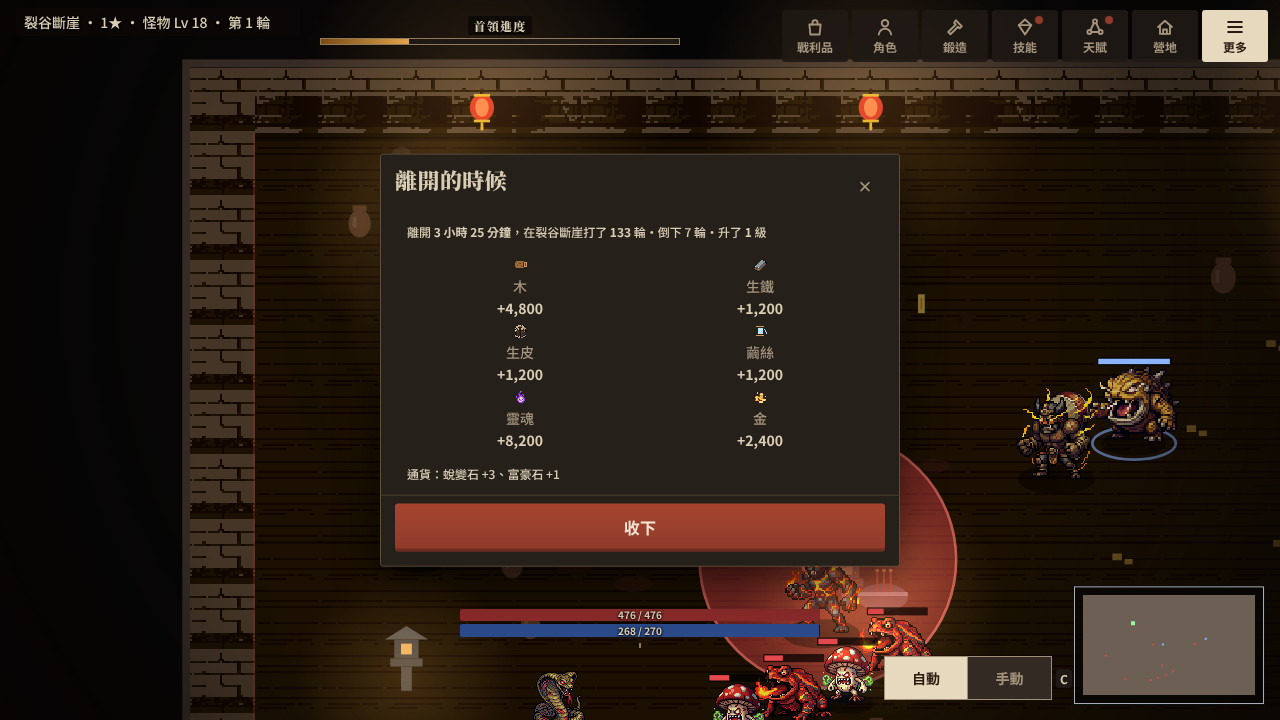 裂谷斷崖 · 1★ · 怪物 Lv 18 · 第 1 輪
首領進度
戰利品
角色
鍛造
技能
天賦
營地
更多
離開的時候
離開 3 小時 25 分鐘，在裂谷斷崖打了 133 輪·倒下 7 輪·升了 1 級
木
+4,800
生鐵
+1,200
生皮
+1,200
繭絲
+1,200
靈魂
+8,200
金
+2,400
通貨：蛻變石 +3、富豪石 +1
收下
476 / 476
268 / 270
自動
手動
C